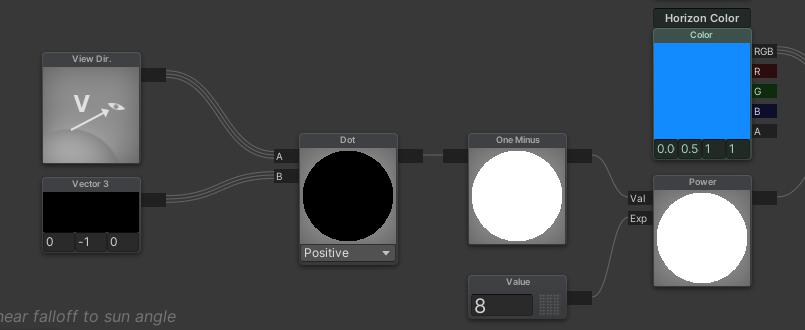 Horizon Color
Color
RGB
R
G
B
A
0.0 0.5 1 1
View Dir.
V
Vector 3
0 -1 0
Dot
A
B
Positive
One Minus
Power
Val
Exp
Value
8
near falloff to sun angle